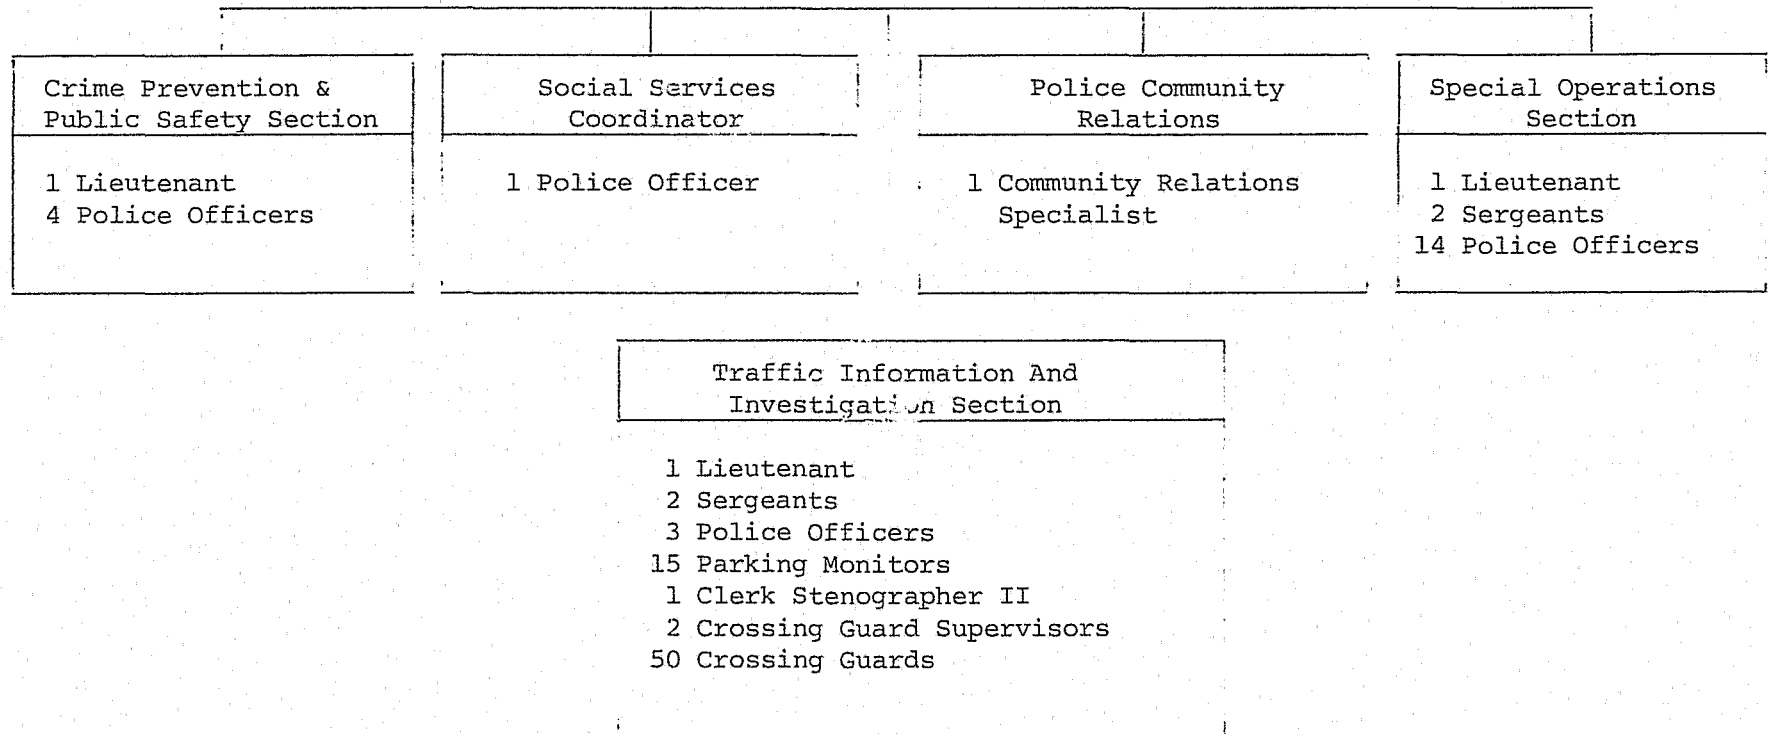 Crime Prevention &
Public Safety Section
1 Lieutenant
4 Police Officers
Social Services
Coordinator
1 Police Officer
Police Community
Relations
1 Community Relations
Specialist
Special Operations
Section
1 Lieutenant
2 Sergeants
14 Police Officers
Traffic Information And
Investigation Section
1 Lieutenant
2 Sergeants
3 Police Officers
15 Parking Monitors
1 Clerk Stenographer II
2 Crossing Guard Supervisors
50 Crossing Guards